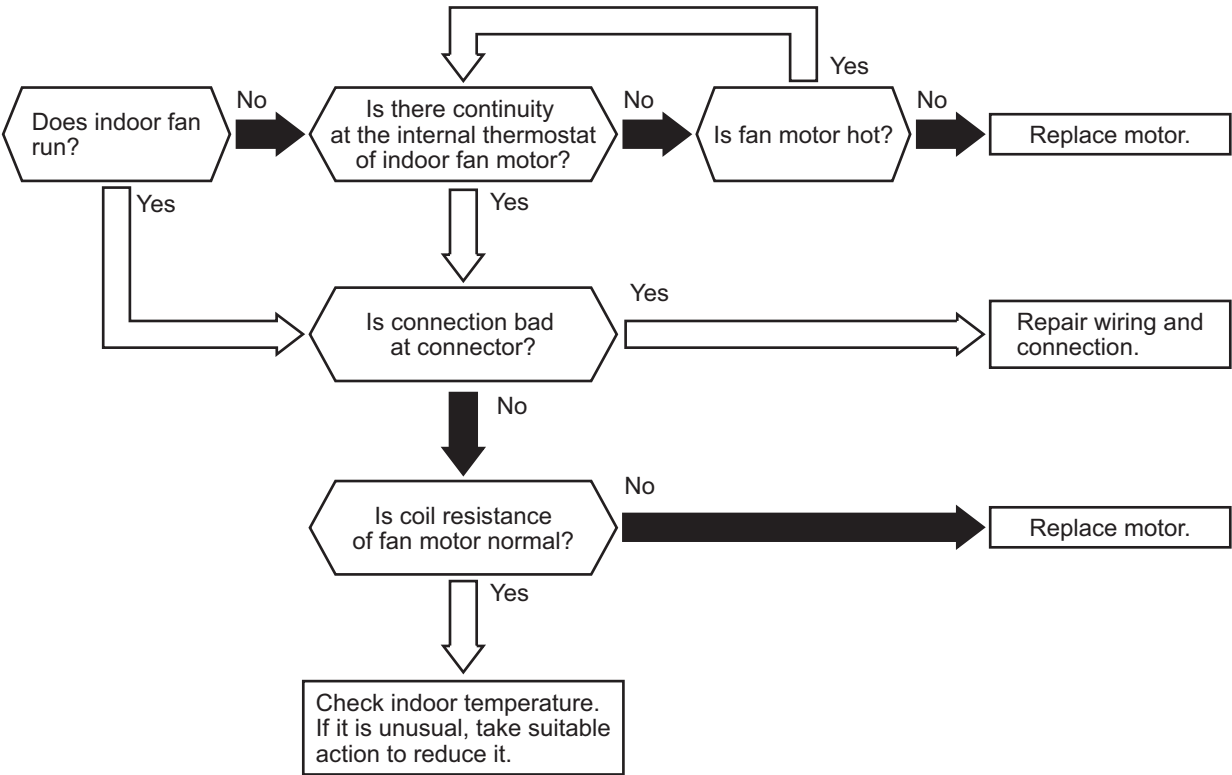 Yes
Does indoor fan
run?
No
Is there continuity
at the internal thermostat
of indoor fan motor?
No
Is fan motor hot?
No
Replace motor.
Yes
Yes
Is connection bad
at connector?
Yes
Repair wiring and
connection.
No
Is coil resistance
of fan motor normal?
No
Replace motor.
Yes
Check indoor temperature.
If it is unusual, take suitable
action to reduce it.